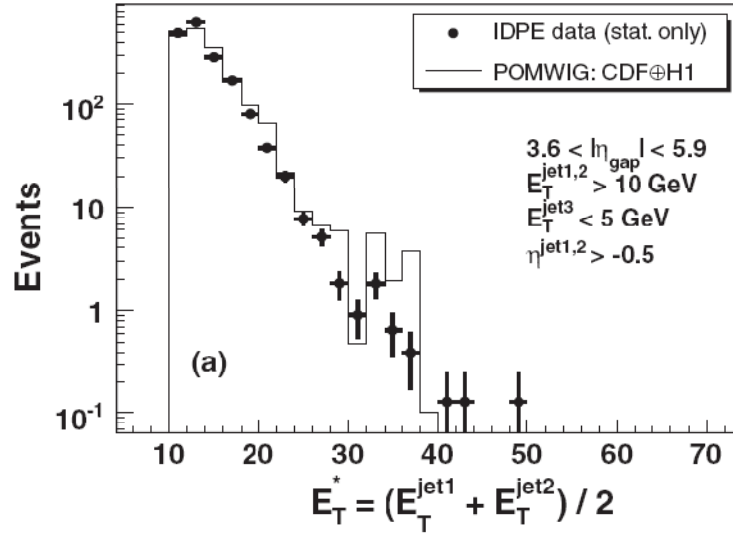 IDPE data (stat. only)
POMWIG: CDF⊕H1
3.6 < |η_gap| < 5.9
E_T^jet1,2 > 10 GeV
E_T^jet3 < 5 GeV
η^jet1,2 > -0.5
Events
10^2
10
1
10^-1
(a)
10 20 30 40 50 60 70
E_T^* = (E_T^jet1 + E_T^jet2) / 2